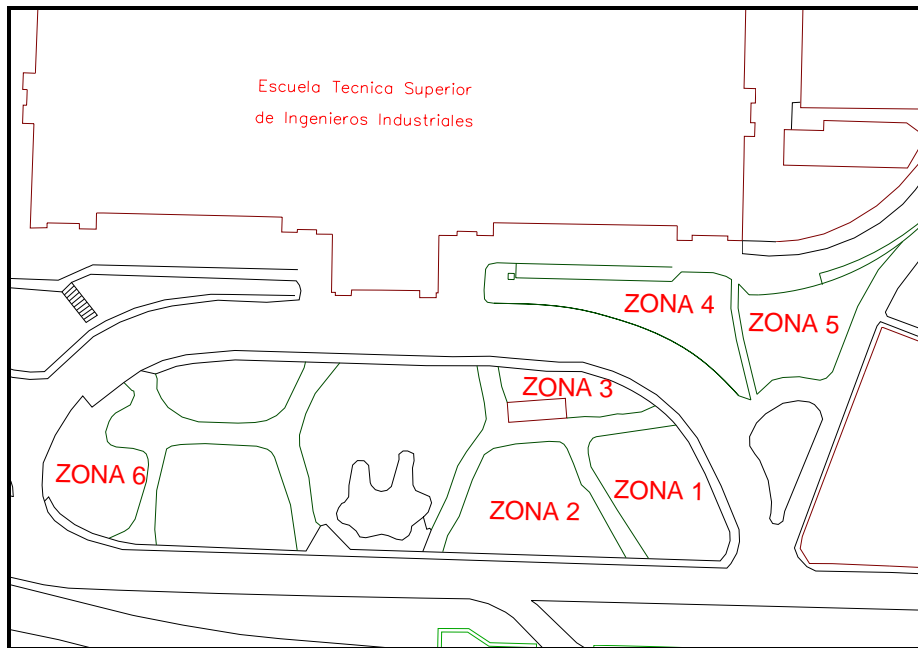 Escuela Tecnica Superior
de Ingenieros Industriales
ZONA 4
ZONA 5
ZONA 3
ZONA 6
ZONA 1
ZONA 2